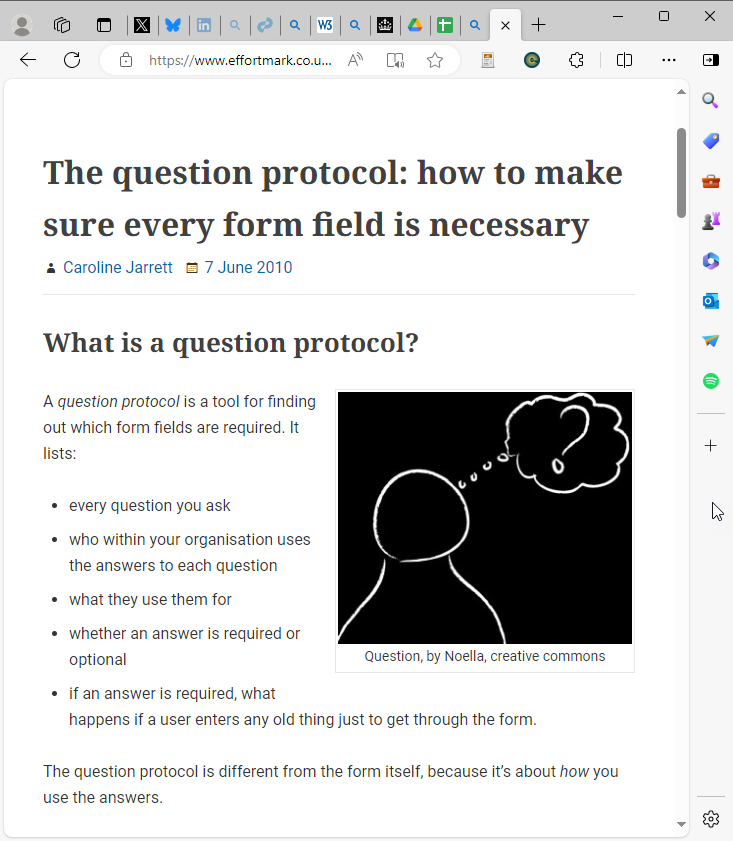 https://www.effortmark.co.u...
The question protocol: how to make
sure every form field is necessary
Caroline Jarrett 7 June 2010
What is a question protocol?
A question protocol is a tool for finding
out which form fields are required. It
lists:
• every question you ask
• who within your organisation uses
the answers to each question
• what they use them for
• whether an answer is required or
optional
• if an answer is required, what
happens if a user enters any old thing just to get through the form.
Question, by Noella, creative commons
The question protocol is different from the form itself, because it’s about how you
use the answers.